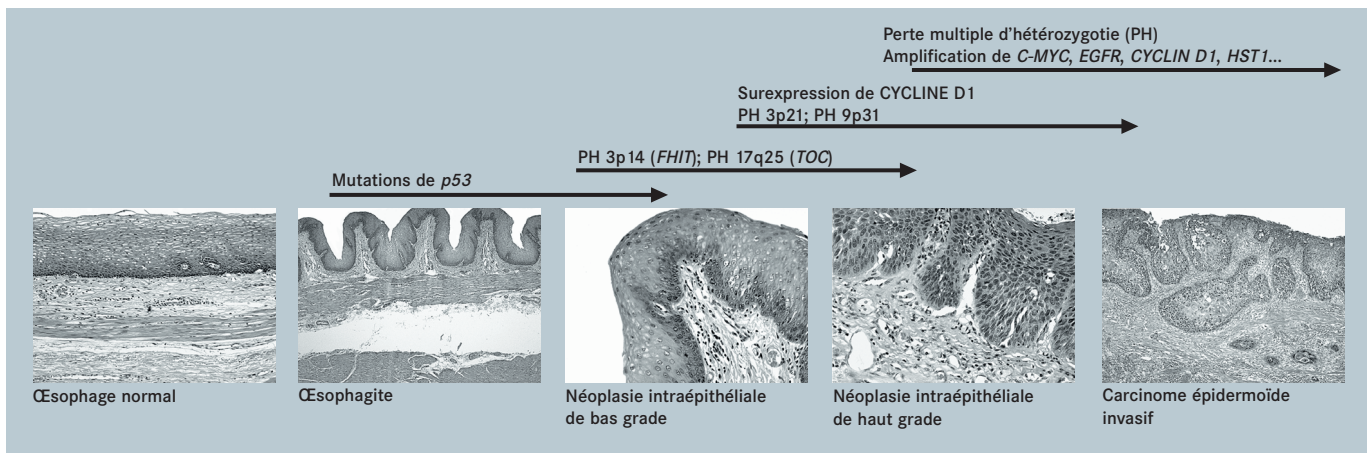 Perte multiple d'hétérozygotie (PH)
Amplification de C-MYC, EGFR, CYCLIN D1, HST1...
Surexpression de CYCLINE D1
PH 3p21; PH 9p31
PH 3p14 (FHIT); PH 17q25 (TOC)
Mutations de p53
Œsophage normal
Œsophagite
Néoplasie intraépithéliale
de bas grade
Néoplasie intraépithéliale
de haut grade
Carcinome épidermoïde
invasif